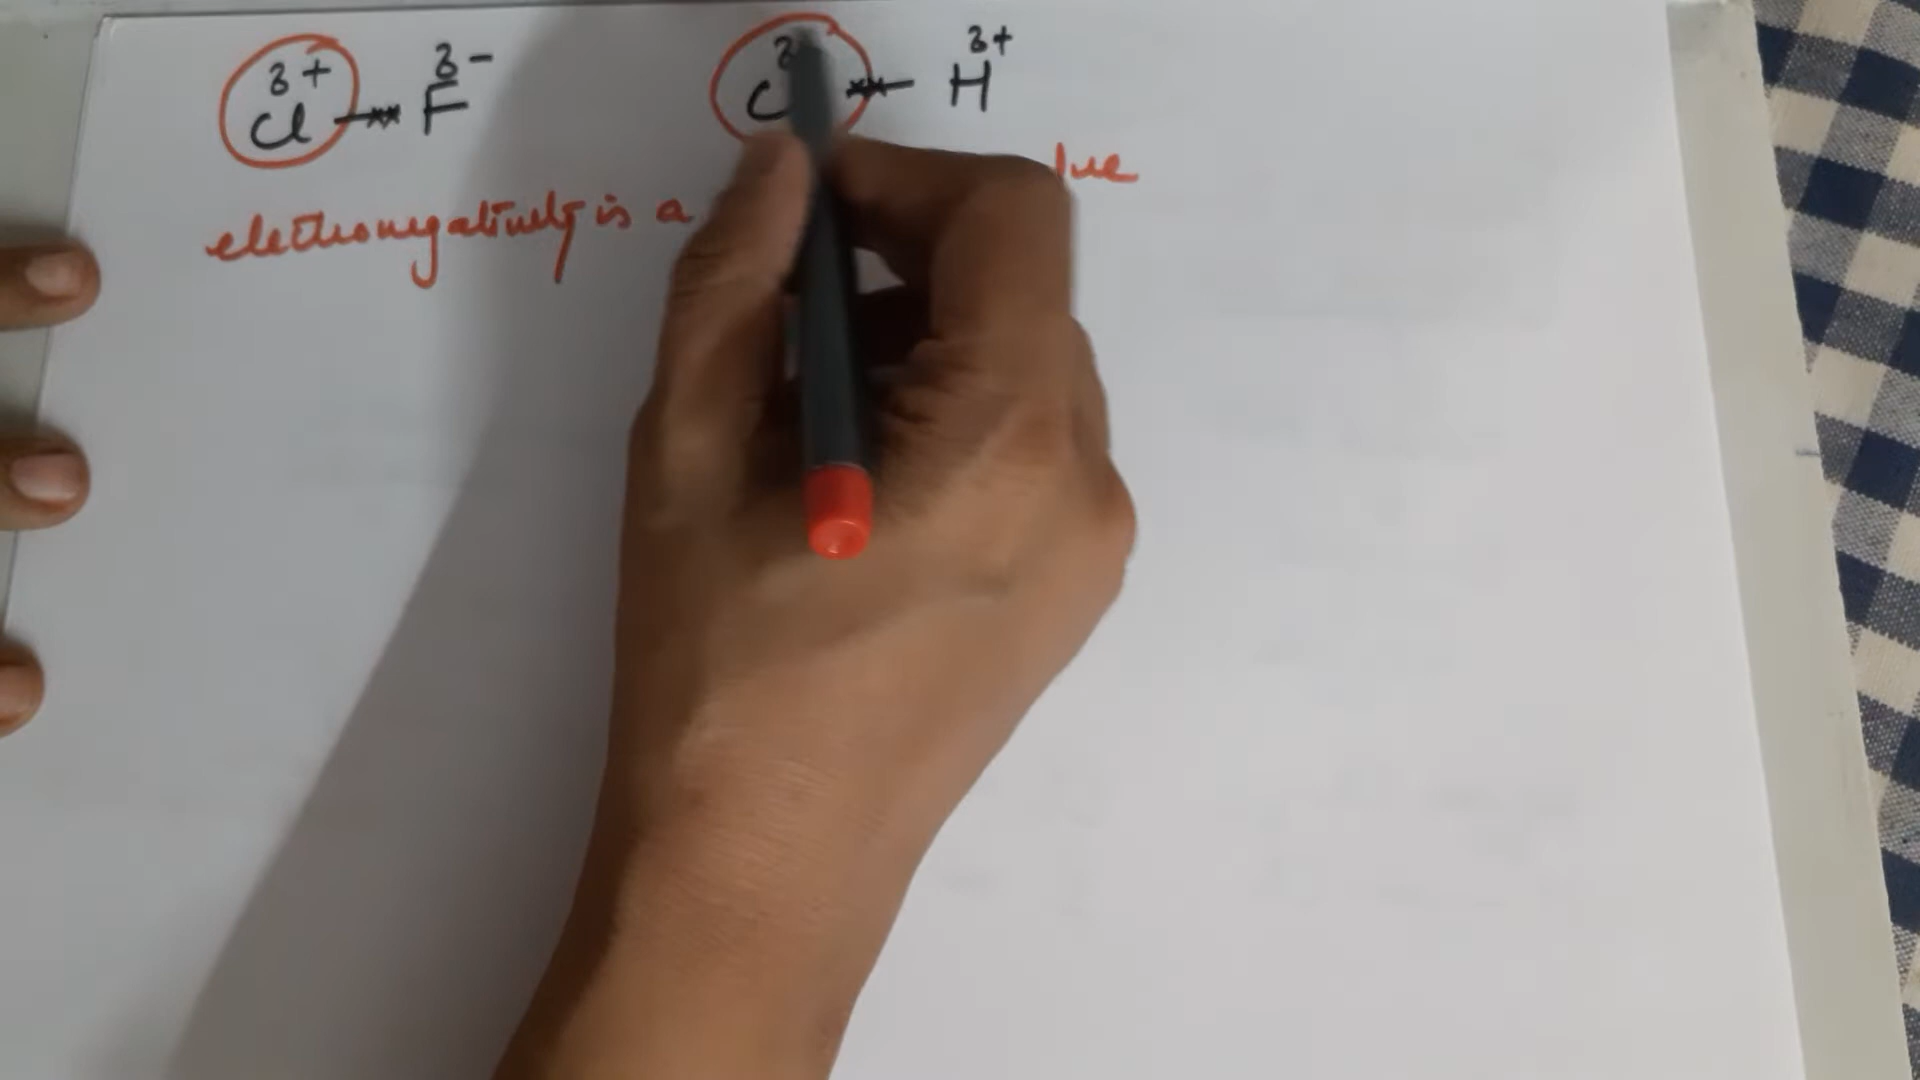 δ+ δ- δ δ+
Cl F C H
electronegativity is a
lue